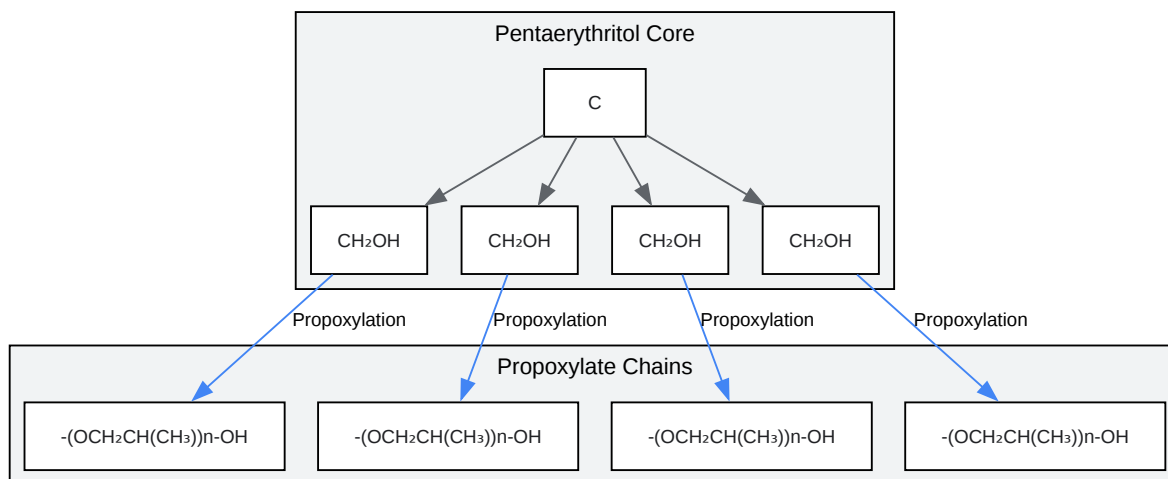 Pentaerythritol Core
C
CH₂OH
CH₂OH
CH₂OH
CH₂OH
Propoxylation
Propoxylation
Propoxylation
Propoxylation
Propoxylate Chains
-(OCH₂CH(CH₃))n-OH
-(OCH₂CH(CH₃))n-OH
-(OCH₂CH(CH₃))n-OH
-(OCH₂CH(CH₃))n-OH